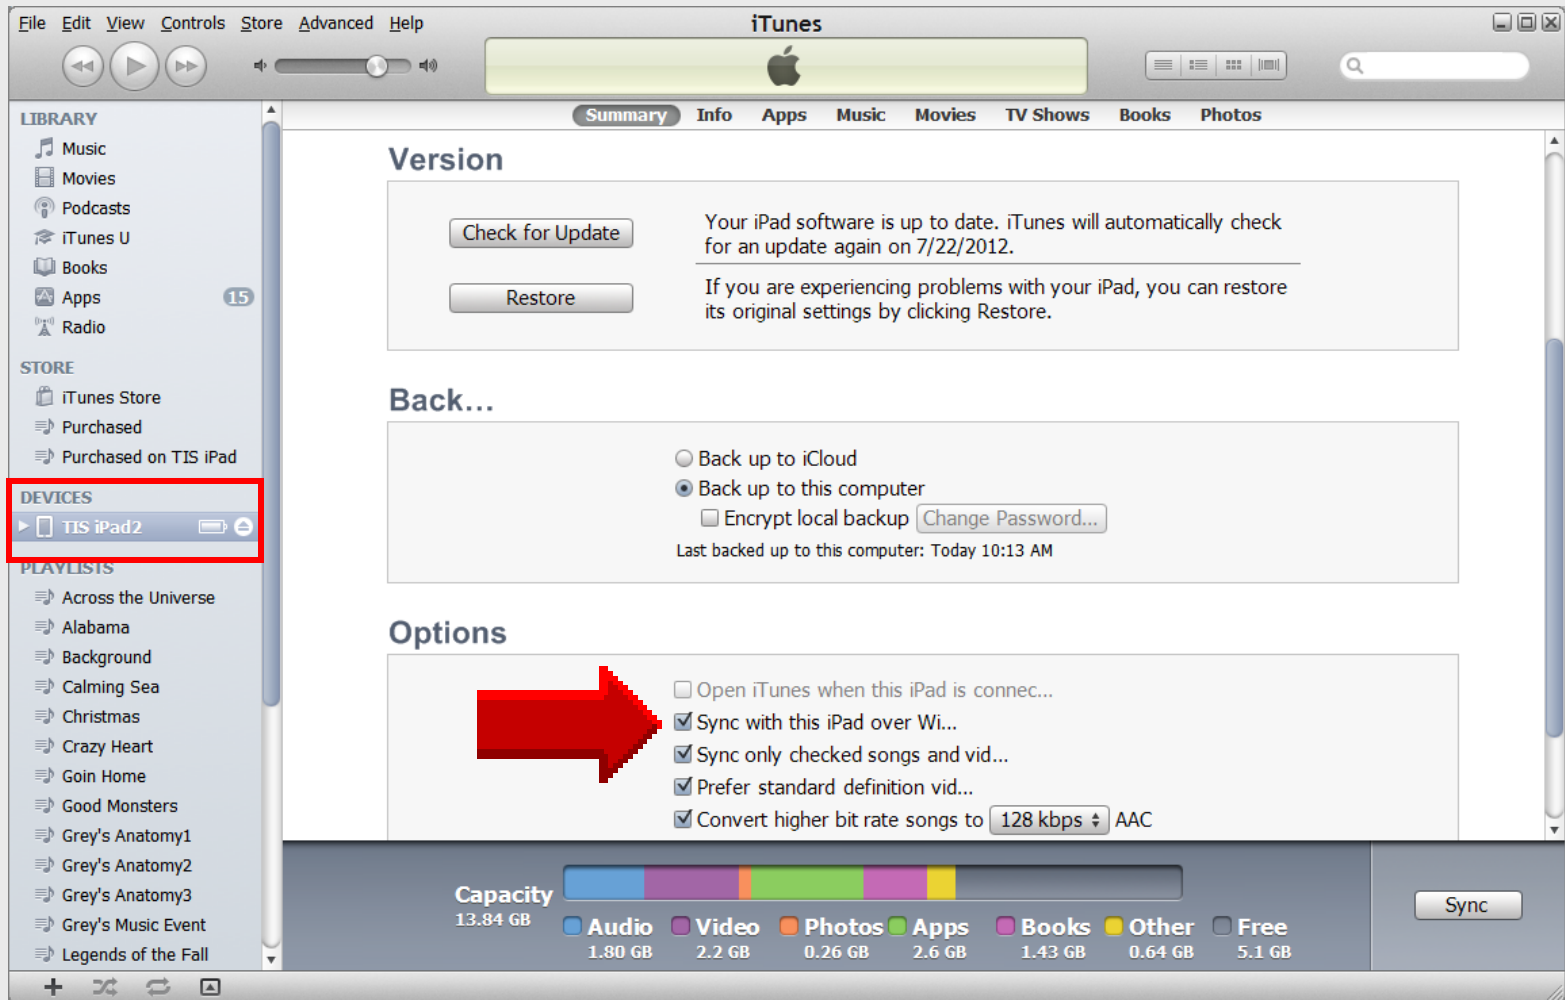 File Edit View Controls Store Advanced Help
iTunes
Summary Info Apps Music Movies TV Shows Books Photos
LIBRARY
Music
Movies
Podcasts
iTunes U
Books
Apps 15
Radio
STORE
iTunes Store
Purchased
Purchased on TIS iPad
DEVICES
TIS iPad2
PLAYLISTS
Across the Universe
Alabama
Background
Calming Sea
Christmas
Crazy Heart
Goin Home
Good Monsters
Grey's Anatomy1
Grey's Anatomy2
Grey's Anatomy3
Grey's Music Event
Legends of the Fall
Version
Check for Update
Your iPad software is up to date. iTunes will automatically check
for an update again on 7/22/2012.
Restore
If you are experiencing problems with your iPad, you can restore
its original settings by clicking Restore.
Back...
Back up to iCloud
Back up to this computer
Encrypt local backup Change Password...
Last backed up to this computer: Today 10:13 AM
Options
Open iTunes when this iPad is connec...
Sync with this iPad over Wi...
Sync only checked songs and vid...
Prefer standard definition vid...
Convert higher bit rate songs to 128 kbps AAC
Capacity
13.84 GB
Audio Video Photos Apps Books Other Free
1.80 GB 2.2 GB 0.26 GB 2.6 GB 1.43 GB 0.64 GB 5.1 GB
Sync